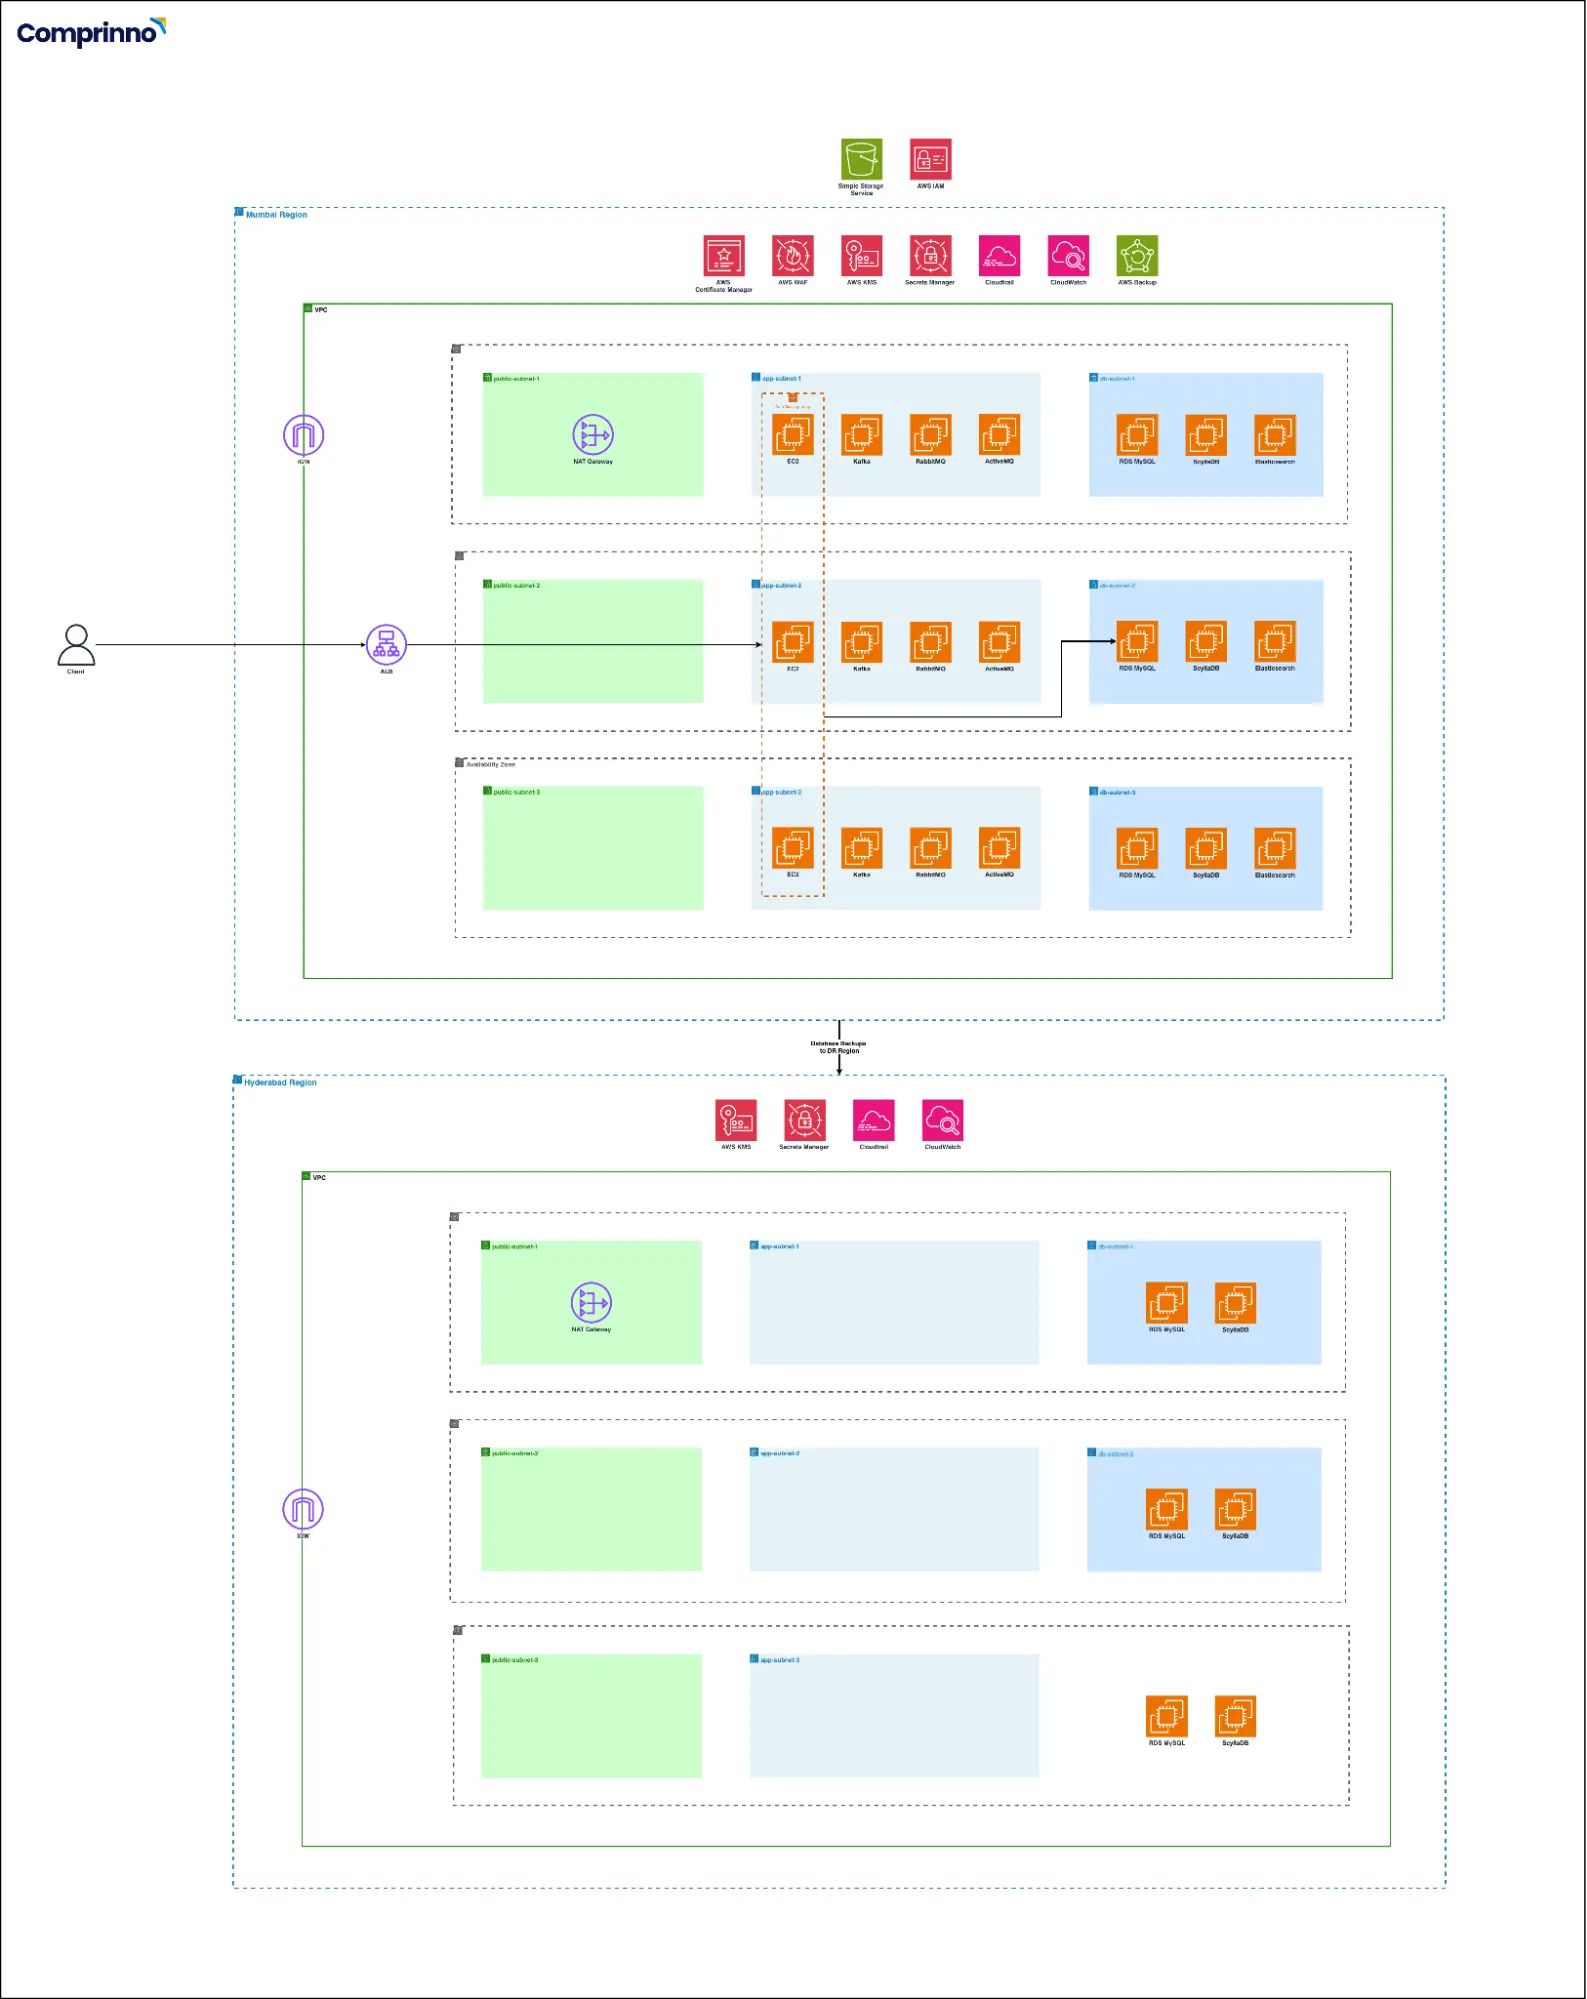 Comprinno
Simple Storage
Service
AWS IAM
Mumbai Region
AWS
Certificate Manager
AWS WAF
AWS KMS
Secrets Manager
Cloudtrail
CloudWatch
AWS Backup
VPC
public-subnet-1
app-subnet-1
db-subnet-1
IGW
NAT Gateway
EC2
Kafka
RabbitMQ
ActiveMQ
RDS MySQL
ScyllaDB
Elasticsearch
public-subnet-2
app-subnet-2
db-subnet-2
Client
ALB
EC2
Kafka
RabbitMQ
ActiveMQ
RDS MySQL
ScyllaDB
Elasticsearch
Availability Zone
public-subnet-3
app-subnet-3
db-subnet-3
EC2
Kafka
RabbitMQ
ActiveMQ
RDS MySQL
ScyllaDB
Elasticsearch
Database Backups
to DR Region
Hyderabad Region
AWS KMS
Secrets Manager
Cloudtrail
CloudWatch
VPC
public-subnet-1
app-subnet-1
db-subnet-1
NAT Gateway
RDS MySQL
ScyllaDB
public-subnet-2
app-subnet-2
db-subnet-2
IGW
RDS MySQL
ScyllaDB
public-subnet-3
app-subnet-3
RDS MySQL
ScyllaDB